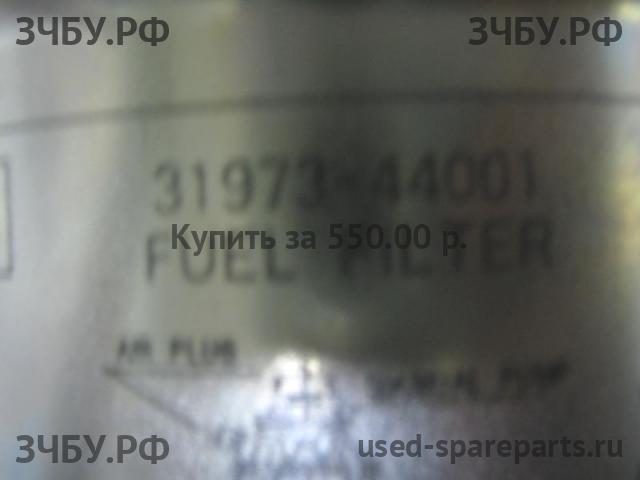 ЗЧБУ.РФ ЗЧБУ.РФ
31973-44001
Купить за 550.00 р.
FUEL FILTER
AIR PLUG
ЗЧБУ.РФ used-spareparts.ru